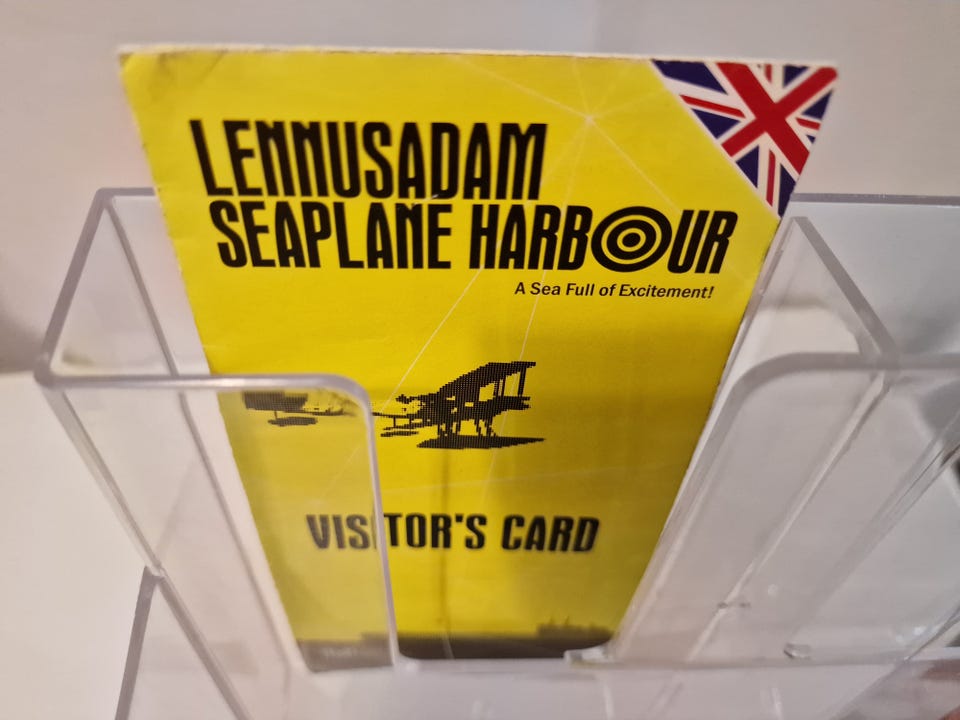 LENNUSADAM
SEAPLANE HARBOUR
A Sea Full of Excitement!
VISITOR'S CARD